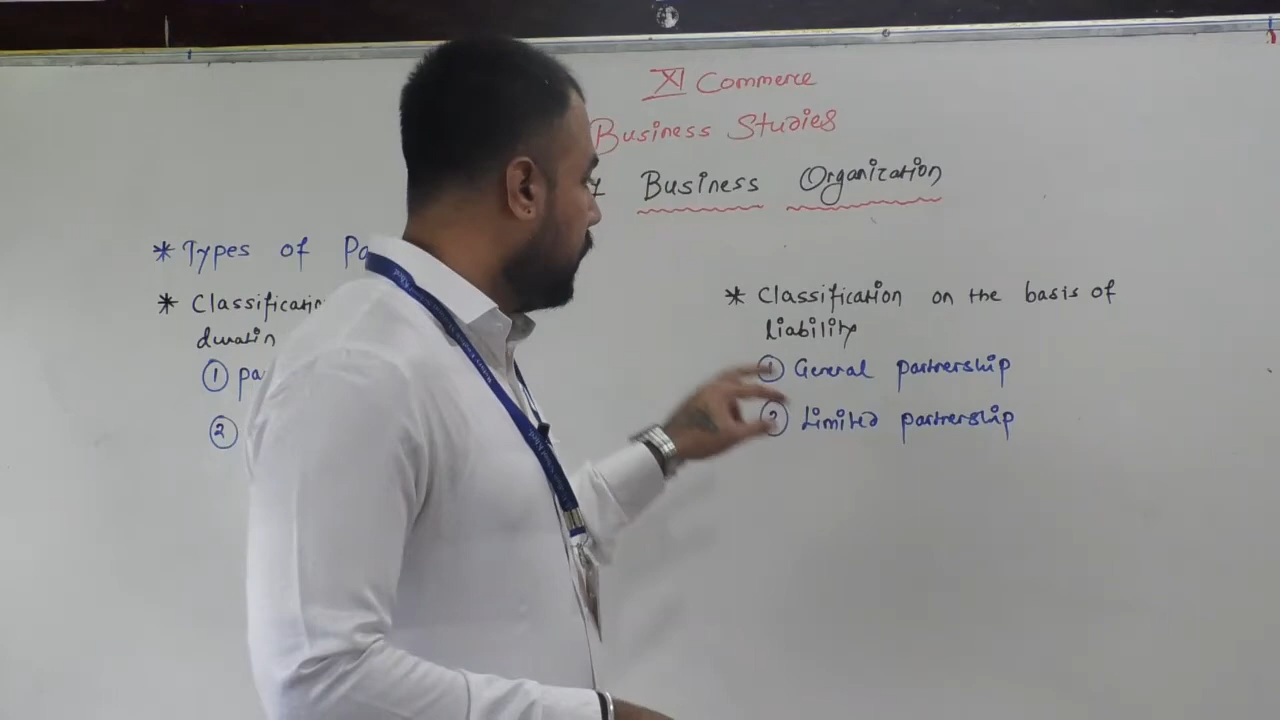 XI Commerce
Business Studies
Business Organization
* Types of Pa
* Classificatin
duratin
① pa
②
* Classification on the basis of
Liability
① General partnership
② Limited partnership